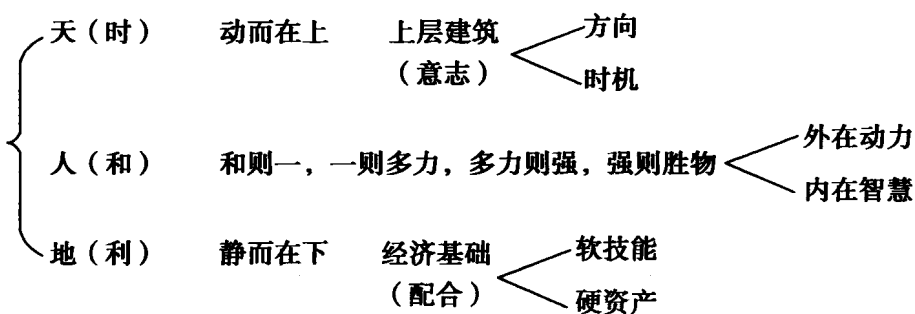 方向
天（时） 动而在上 上层建筑
（意志）
时机
外在动力
人（和） 和则一，一则多力，多力则强，强则胜物
内在智慧
软技能
地（利） 静而在下 经济基础
（配合）
硬资产